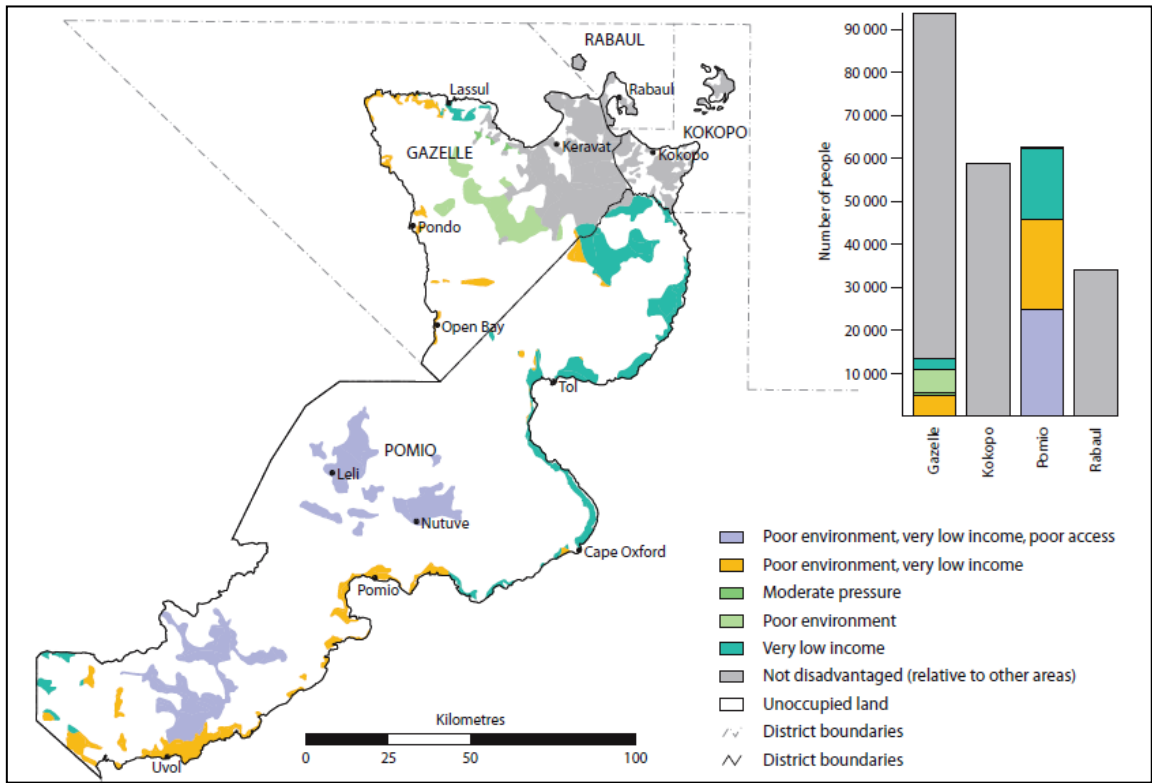 RABAUL
Rabaul
KOKOPO
Kokopo
Lassul
GAZELLE
Keravat
Pondo
Open Bay
Tol
POMIO
Leli
Nutuve
Cape Oxford
Pomio
Uvol
Kilometres
0 25 50 100
Number of people
90 000
80 000
70 000
60 000
50 000
40 000
30 000
20 000
10 000
Gazelle
Kokopo
Pomio
Rabaul
Poor environment, very low income, poor access
Poor environment, very low income
Moderate pressure
Poor environment
Very low income
Not disadvantaged (relative to other areas)
Unoccupied land
District boundaries
District boundaries